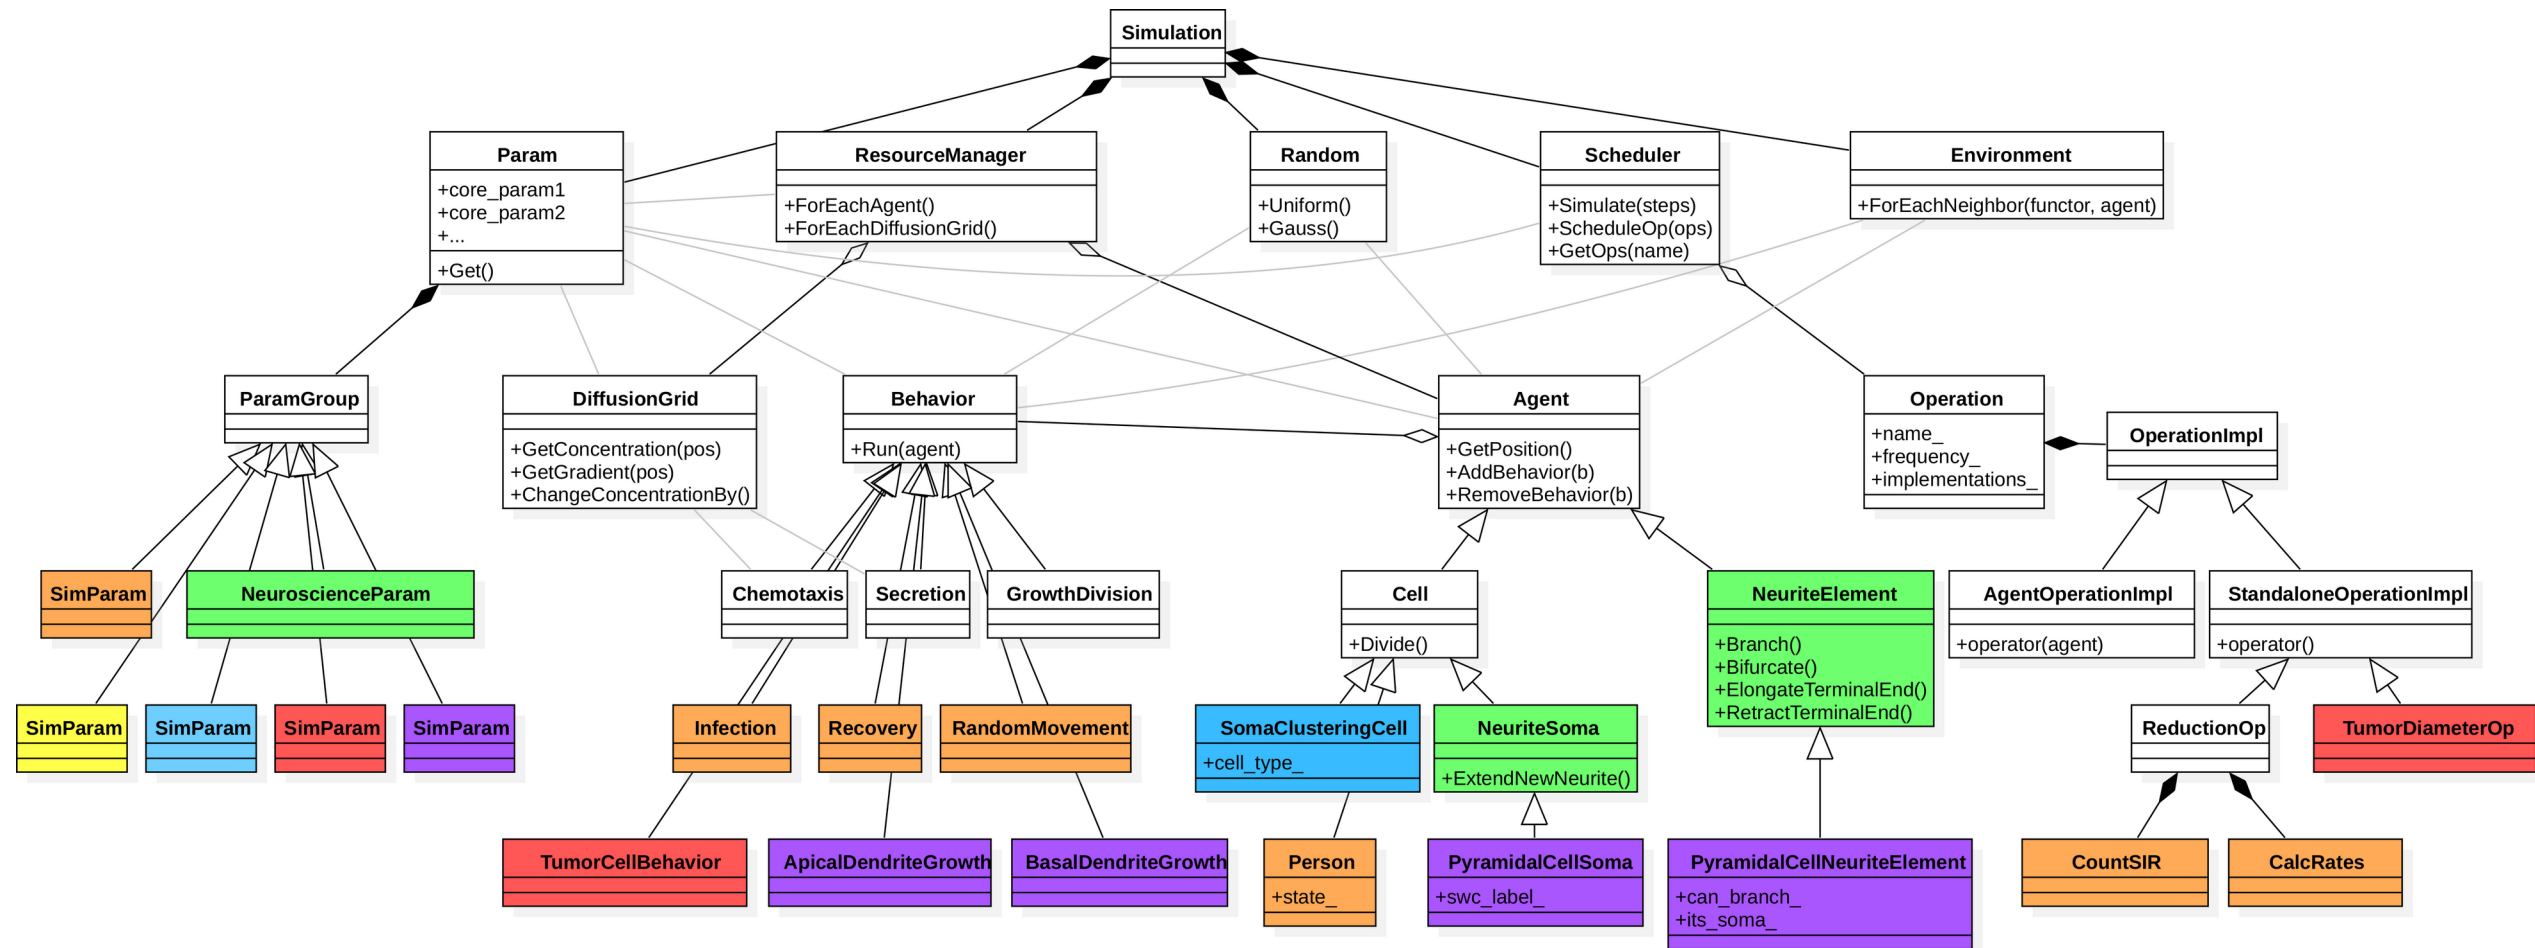 Simulation
Param
+core_param1
+core_param2
+...
+Get()
ResourceManager
+ForEachAgent()
+ForEachDiffusionGrid()
Random
+Uniform()
+Gauss()
Scheduler
+Simulate(steps)
+ScheduleOp(ops)
+GetOps(name)
Environment
+ForEachNeighbor(functor, agent)
ParamGroup
DiffusionGrid
+GetConcentration(pos)
+GetGradient(pos)
+ChangeConcentrationBy()
Behavior
+Run(agent)
Agent
+GetPosition()
+AddBehavior(b)
+RemoveBehavior(b)
Operation
+name_
+frequency_
+implementations_
OperationImpl
SimParam
NeuroscienceParam
Chemotaxis
Secretion
GrowthDivision
Cell
+Divide()
NeuriteElement
+Branch()
+Bifurcate()
+ElongateTerminalEnd()
+RetractTerminalEnd()
AgentOperationImpl
+operator(agent)
StandaloneOperationImpl
+operator()
SimParam
SimParam
SimParam
SimParam
Infection
Recovery
RandomMovement
SomaClusteringCell
+cell_type_
NeuriteSoma
+ExtendNewNeurite()
ReductionOp
TumorDiameterOp
TumorCellBehavior
ApicalDendriteGrowth
BasalDendriteGrowth
Person
+state_
PyramidalCellSoma
+swc_label_
PyramidalCellNeuriteElement
+can_branch_
+its_soma_
CountSIR
CalcRates